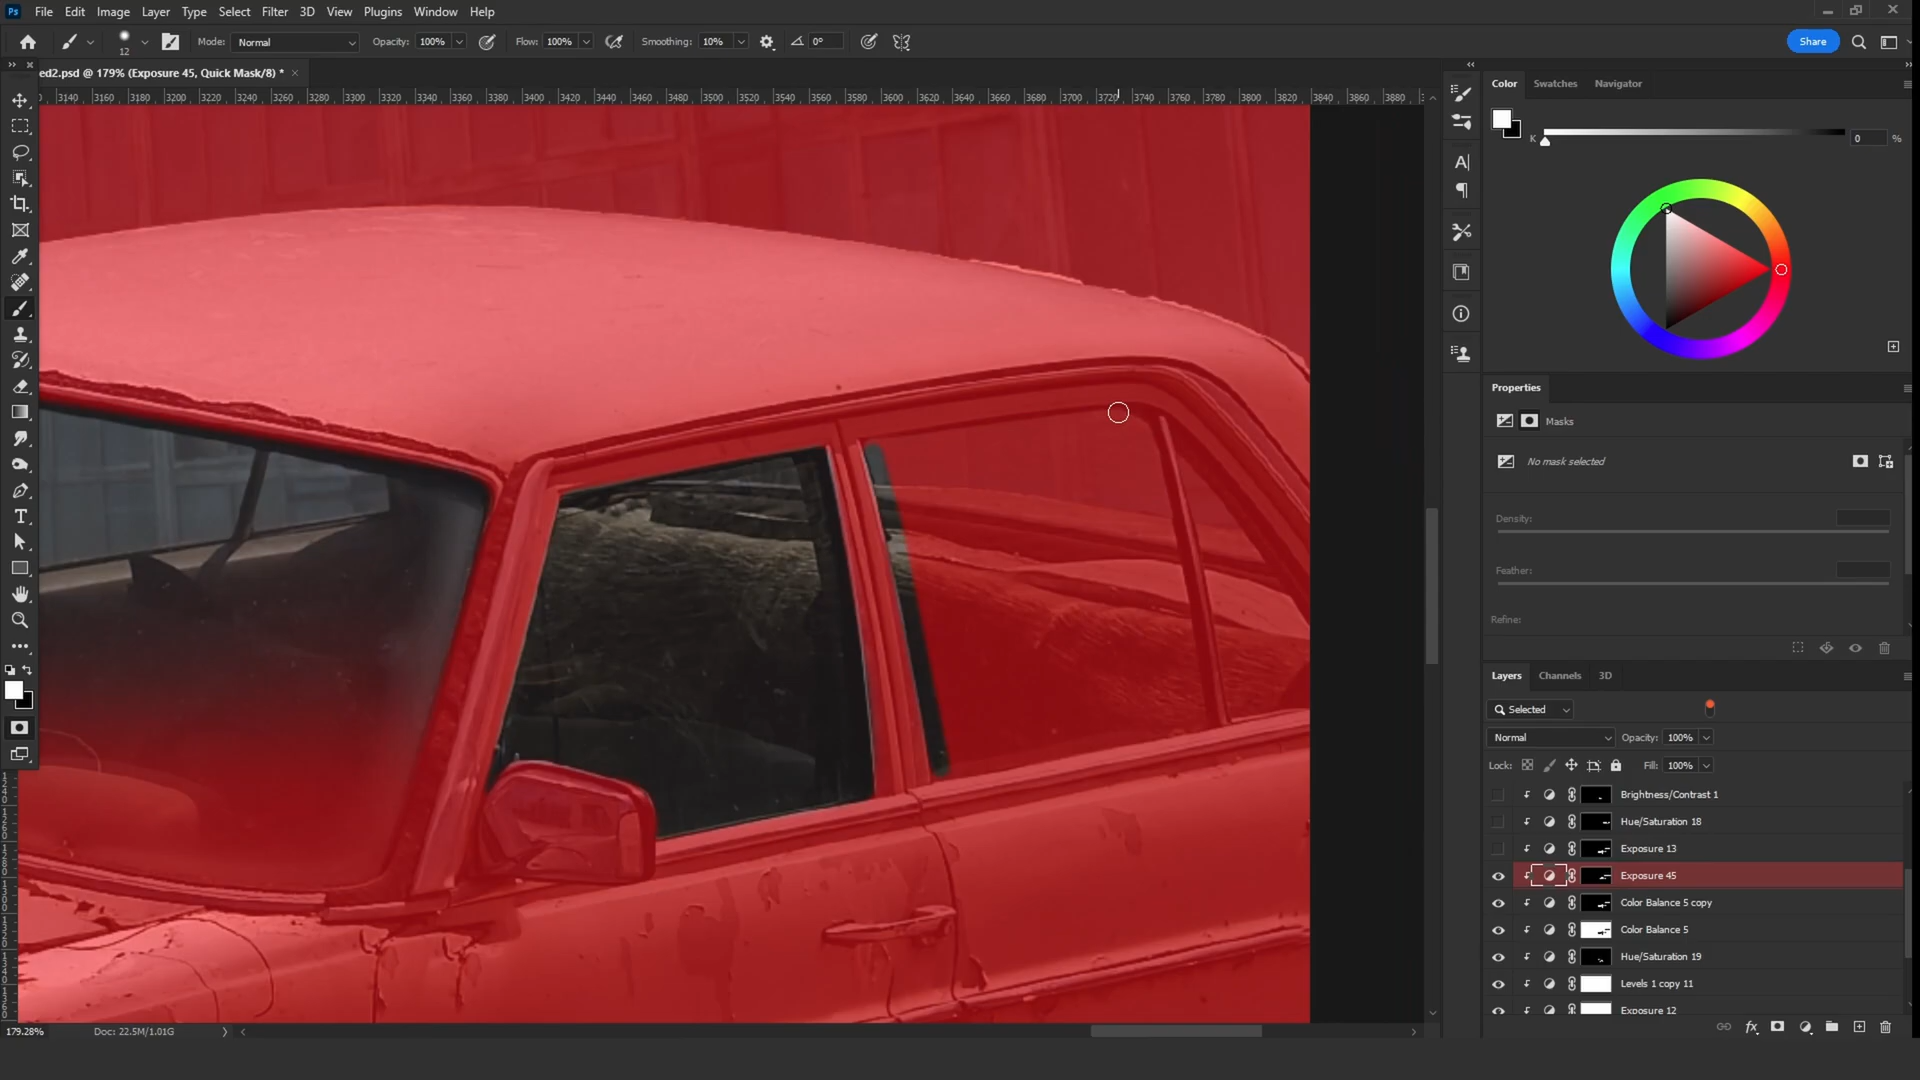 Ps File Edit Image Layer Type Select Filter 3D View Plugins Window Help
12 Mode: Normal Opacity: 100% Flow: 100% Smoothing: 10% 0° Share
ed2.psd @ 179% (Exposure 45, Quick Mask/8) * ×
3140 3160 3180 3200 3220 3240 3260 3280 3300 3320 3340 3360 3380 3400 3420 3440 3460 3480 3500 3520 3540 3560 3580 3600 3620 3640 3660 3680 3700 3720 3740 3760 3780 3800 3820 3840 3860 3880
Color Swatches Navigator
K 0 %
Properties
Masks
No mask selected
Density:
Feather:
Refine:
Layers Channels 3D
Selected
Normal Opacity: 100%
Lock: Fill: 100%
Brightness/Contrast 1
Hue/Saturation 18
Exposure 13
Exposure 45
Color Balance 5 copy
Color Balance 5
Hue/Saturation 19
Levels 1 copy 11
Exposure 12
179.28% Doc: 22.5M/1.01G